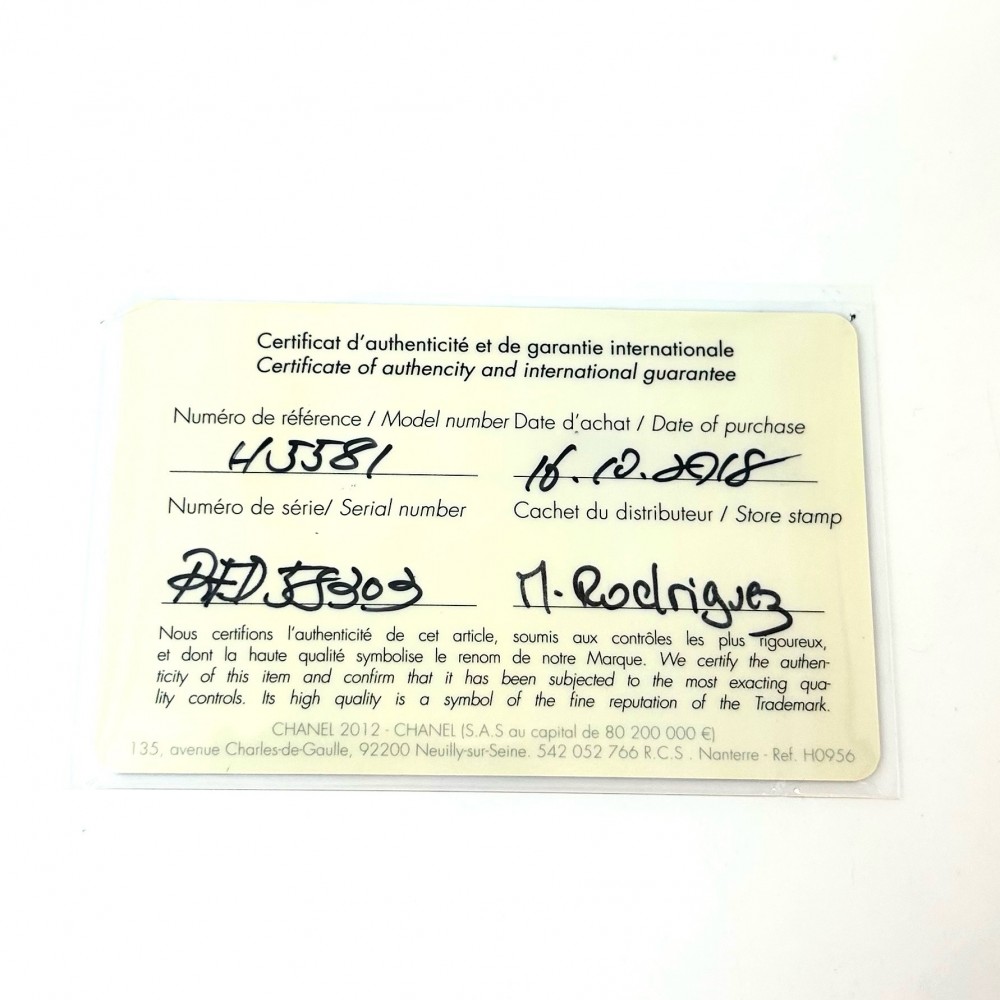 Certificat d'authenticité et de garantie internationale
Certificate of authencity and international guarantee
Numéro de référence / Model number Date d'achat / Date of purchase
H5581 16.10.2018
Numéro de série/ Serial number Cachet du distributeur / Store stamp
M. Rodriguez
Nous certifions l'authenticité de cet article, soumis aux contrôles les plus rigoureux,
et dont la haute qualité symbolise le renom de notre Marque. We certify the authen-
ticity of this item and confirm that it has been subjected to the most exacting qua-
lity controls. Its high quality is a symbol of the fine reputation of the Trademark.
CHANEL 2012 - CHANEL (S.A.S au capital de 80 200 000 €)
135, avenue Charles-de-Gaulle, 92200 Neuilly-sur-Seine. 542 052 766 R.C.S . Nanterre - Ref. H0956